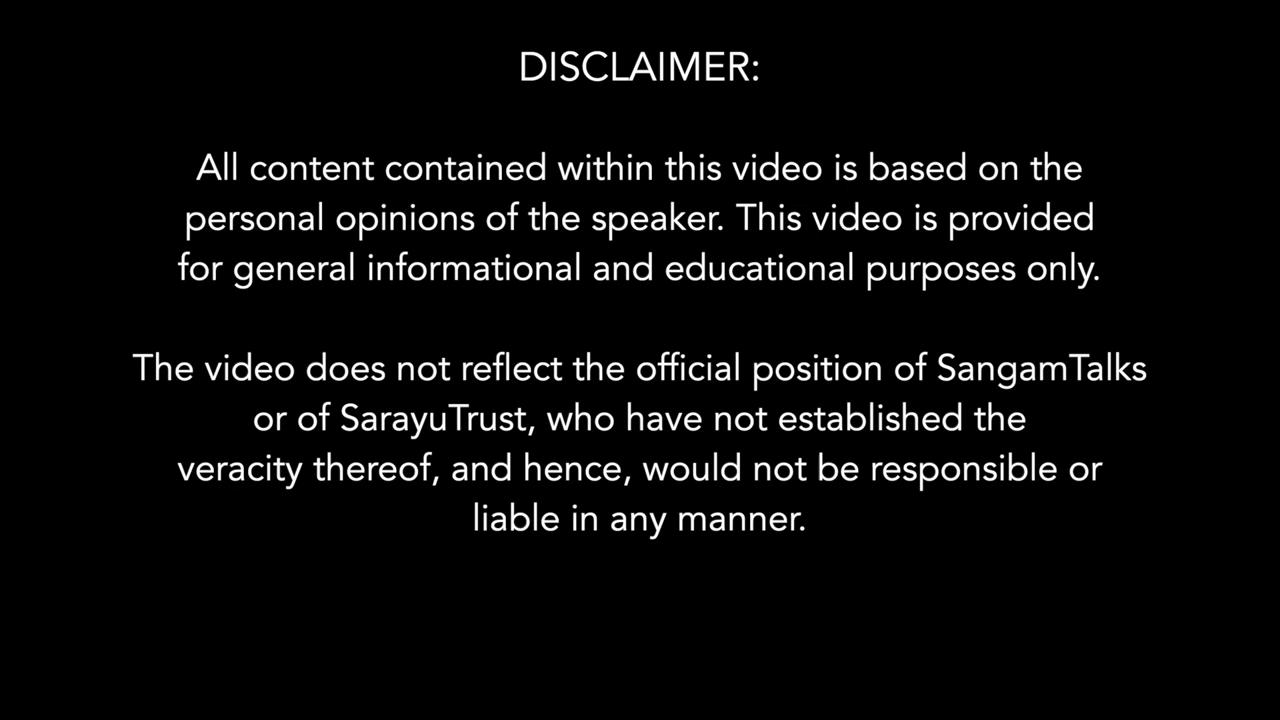 DISCLAIMER:
All content contained within this video is based on the
personal opinions of the speaker. This video is provided
for general informational and educational purposes only.
The video does not reflect the official position of SangamTalks
or of SarayuTrust, who have not established the
veracity thereof, and hence, would not be responsible or
liable in any manner.